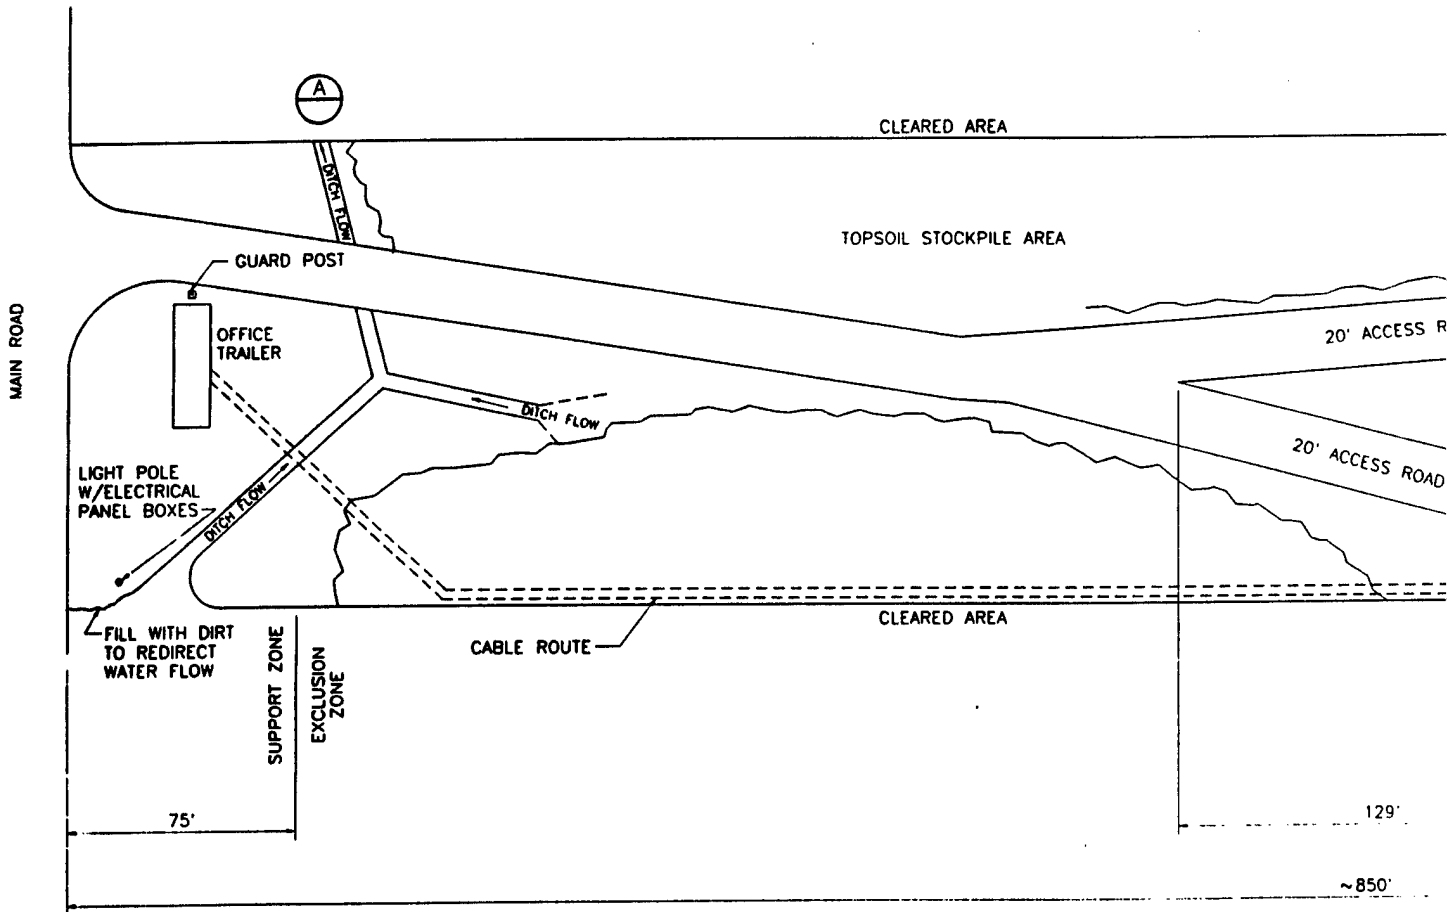 A
CLEARED AREA
DITCH FLOW
TOPSOIL STOCKPILE AREA
GUARD POST
MAIN ROAD
OFFICE
TRAILER
20' ACCESS R
DITCH FLOW
20' ACCESS ROAD
LIGHT POLE
W/ELECTRICAL
PANEL BOXES
DITCH FLOW
CLEARED AREA
FILL WITH DIRT
TO REDIRECT
WATER FLOW
CABLE ROUTE
SUPPORT ZONE
EXCLUSION
ZONE
75'
129'
~850'